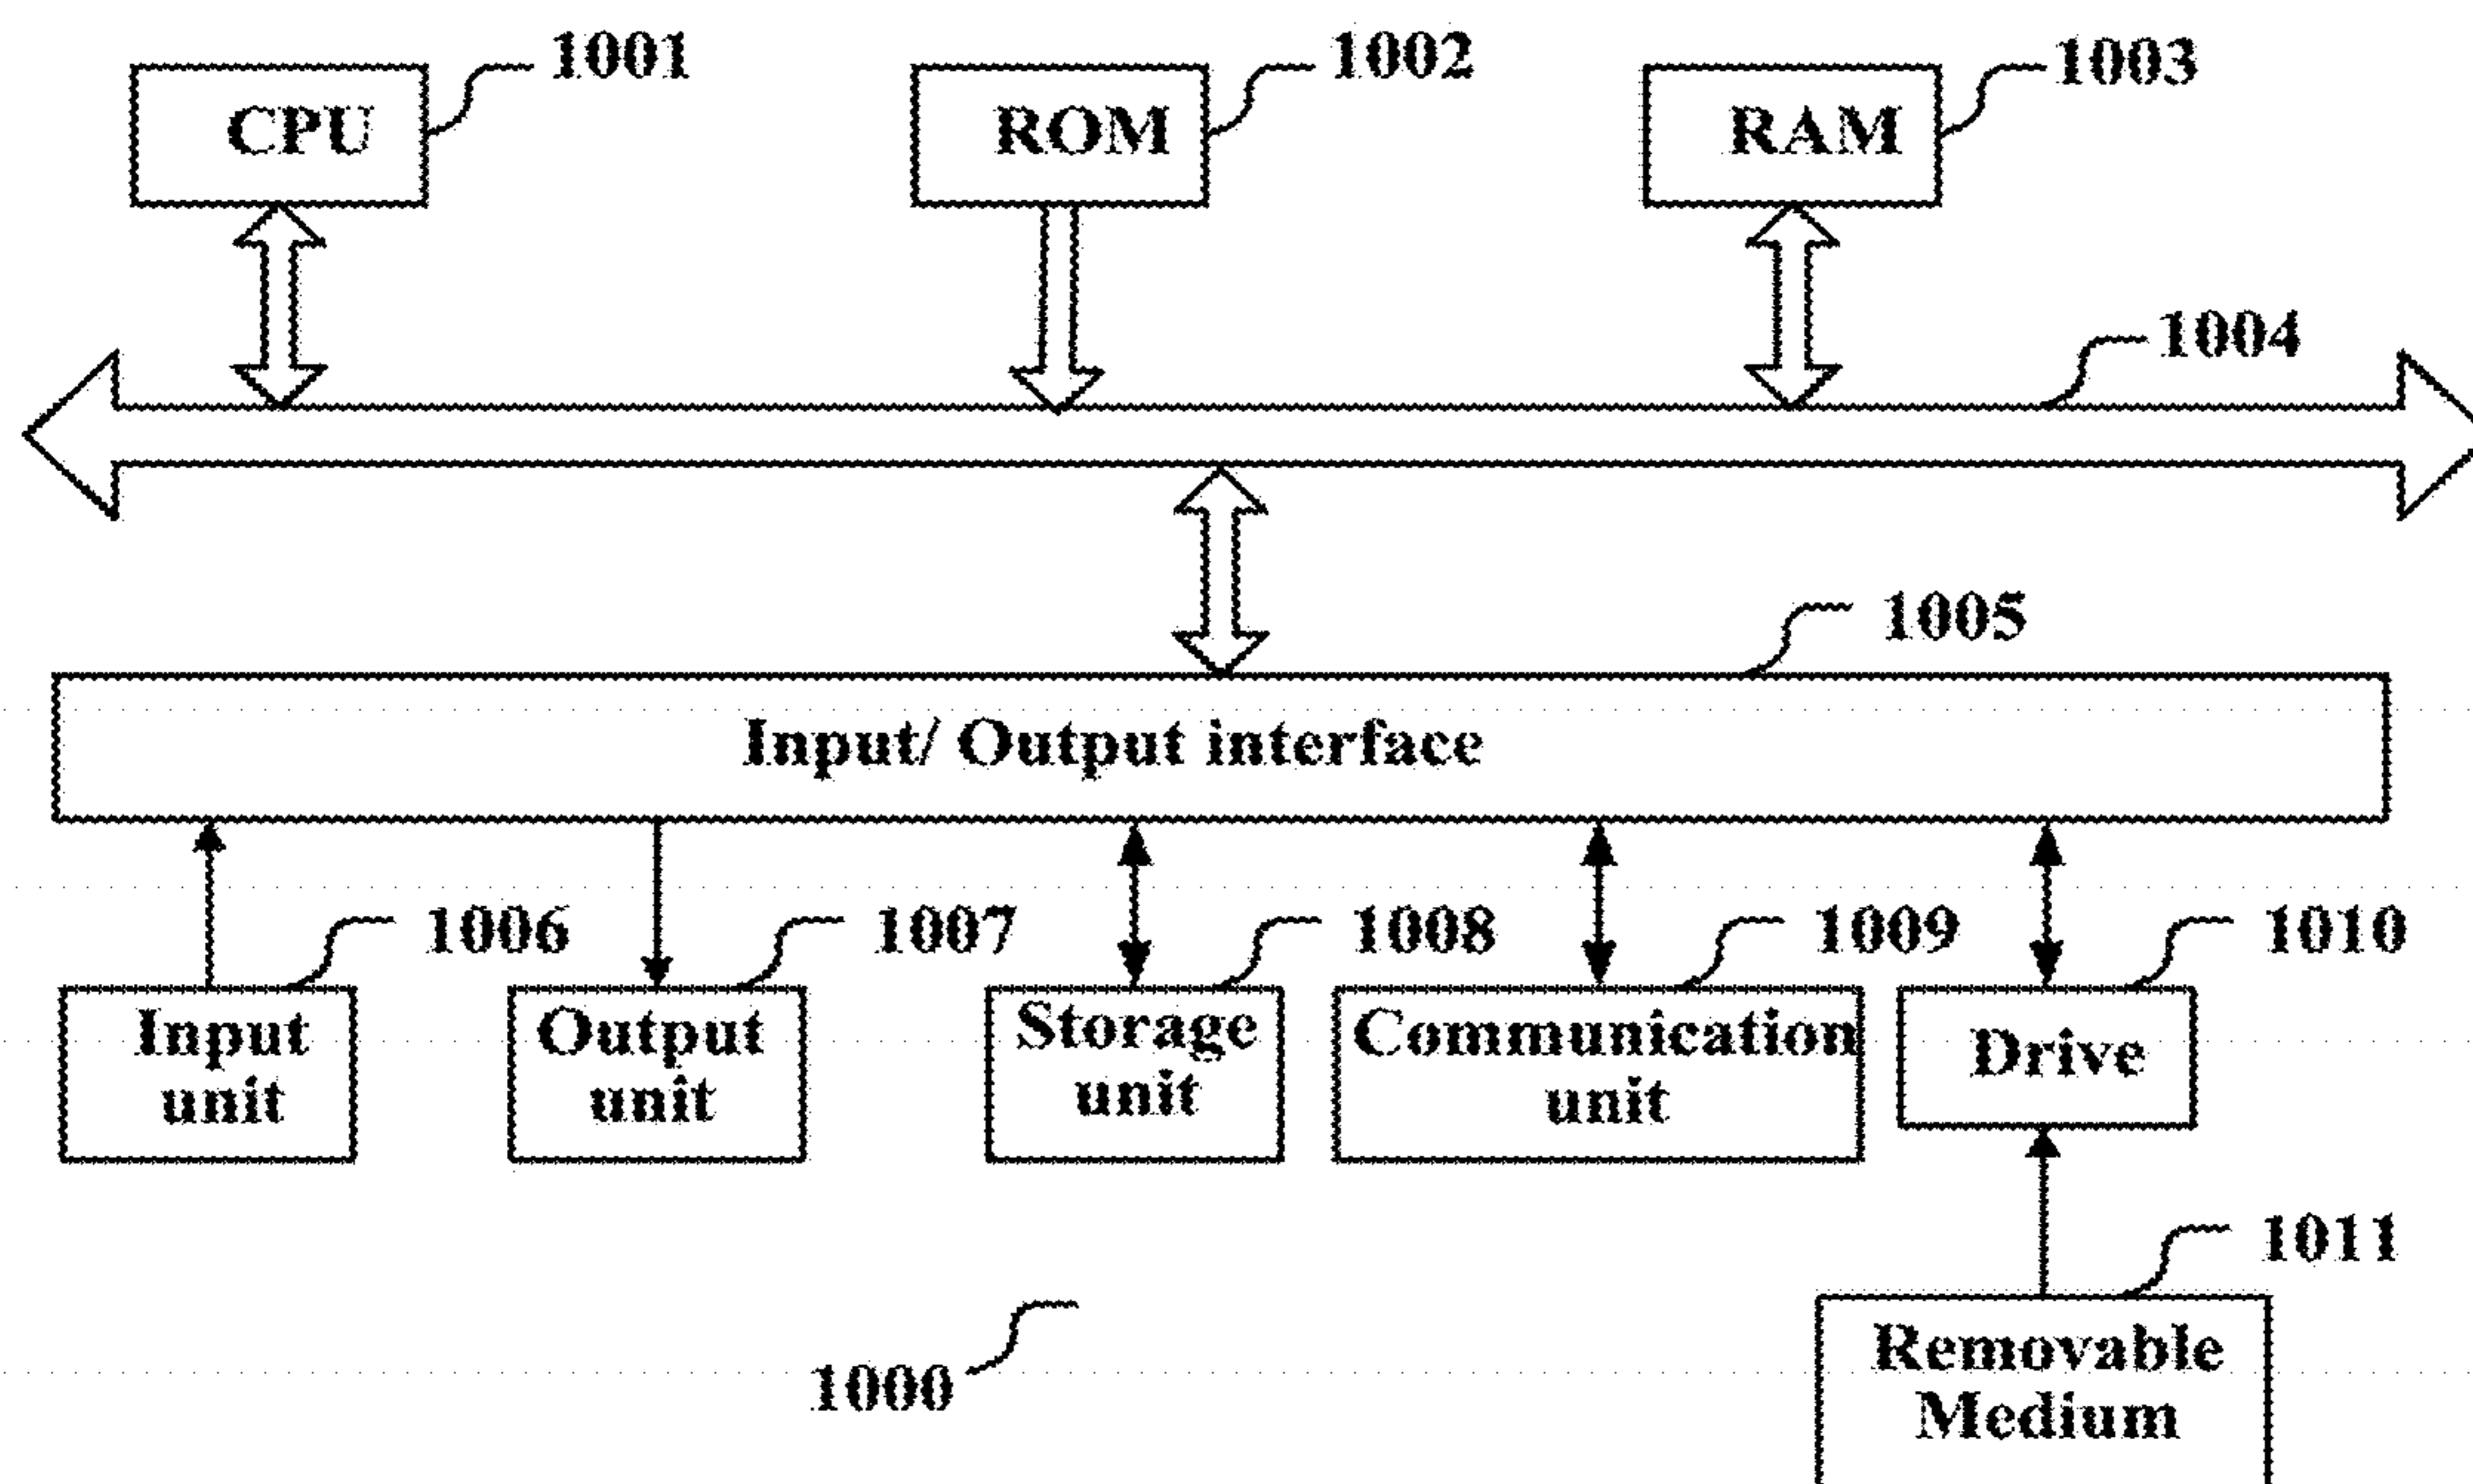 1001
1002
1003
CPU
ROM
RAM
1004
1005
Input/ Output interface
1006
1007
1008
1009
1010
Input
unit
Output
unit
Storage
unit
Communication
unit
Drive
1011
1000
Removable
Medium